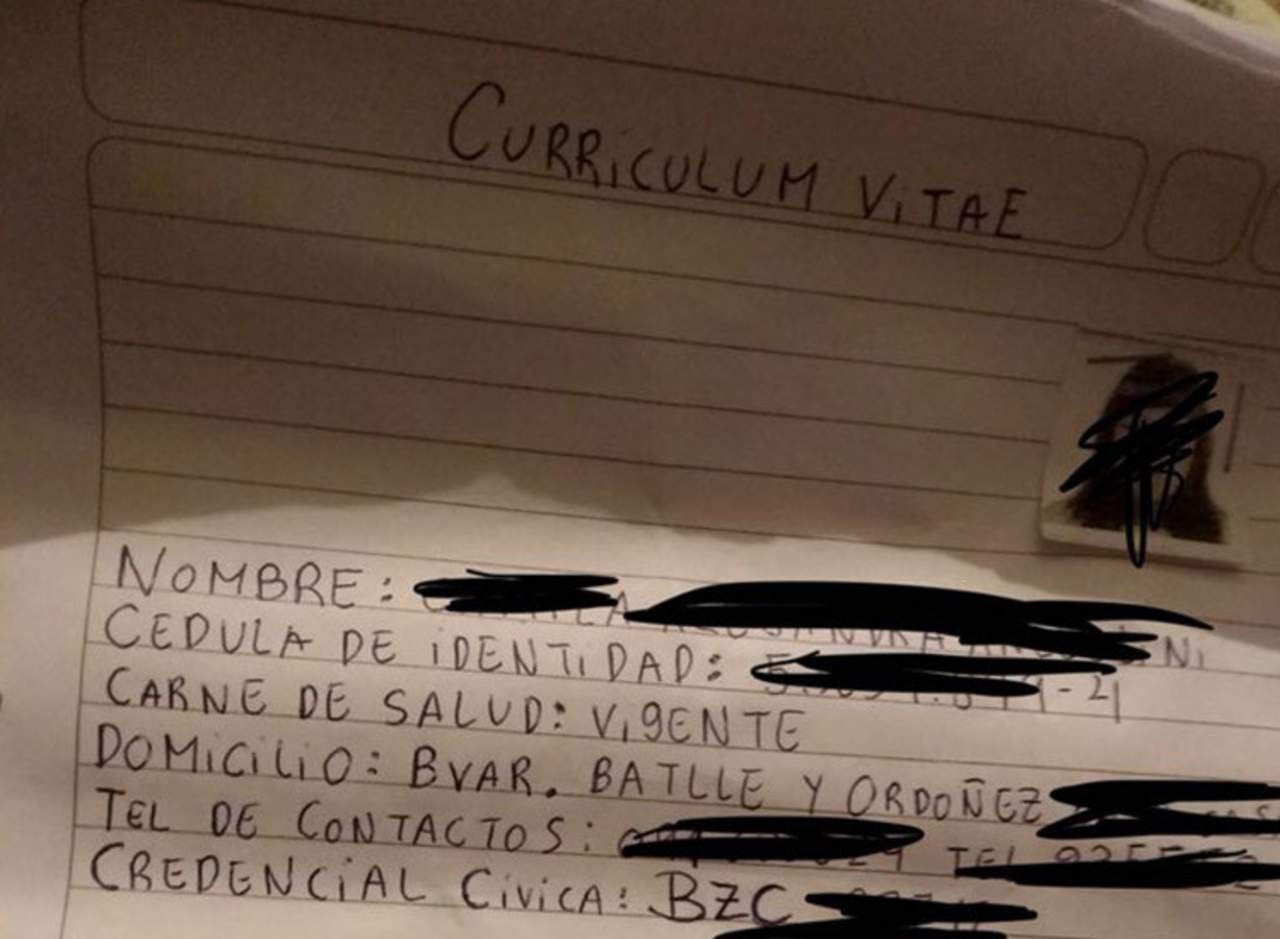 CURRICULUM VITAE
NOMBRE:
CEDULA DE IDENTIDAD:
CARNE DE SALUD: VIGENTE
DOMICILIO: BVAR. BATLLE Y ORDOÑEZ
TEL DE CONTACTOS: TEL
CREDENCIAL CIVICA: BZC